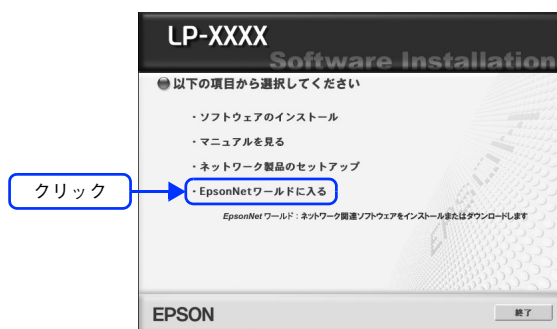 LP-XXXX
Software Installation
以下の項目から選択してください
・ソフトウェアのインストール
・マニュアルを見る
・ネットワーク製品のセットアップ
クリック
・EpsonNetワールドに入る
EpsonNet ワールド：ネットワーク関連ソフトウェアをインストールまたはダウンロードします
EPSON
EPSON
終了